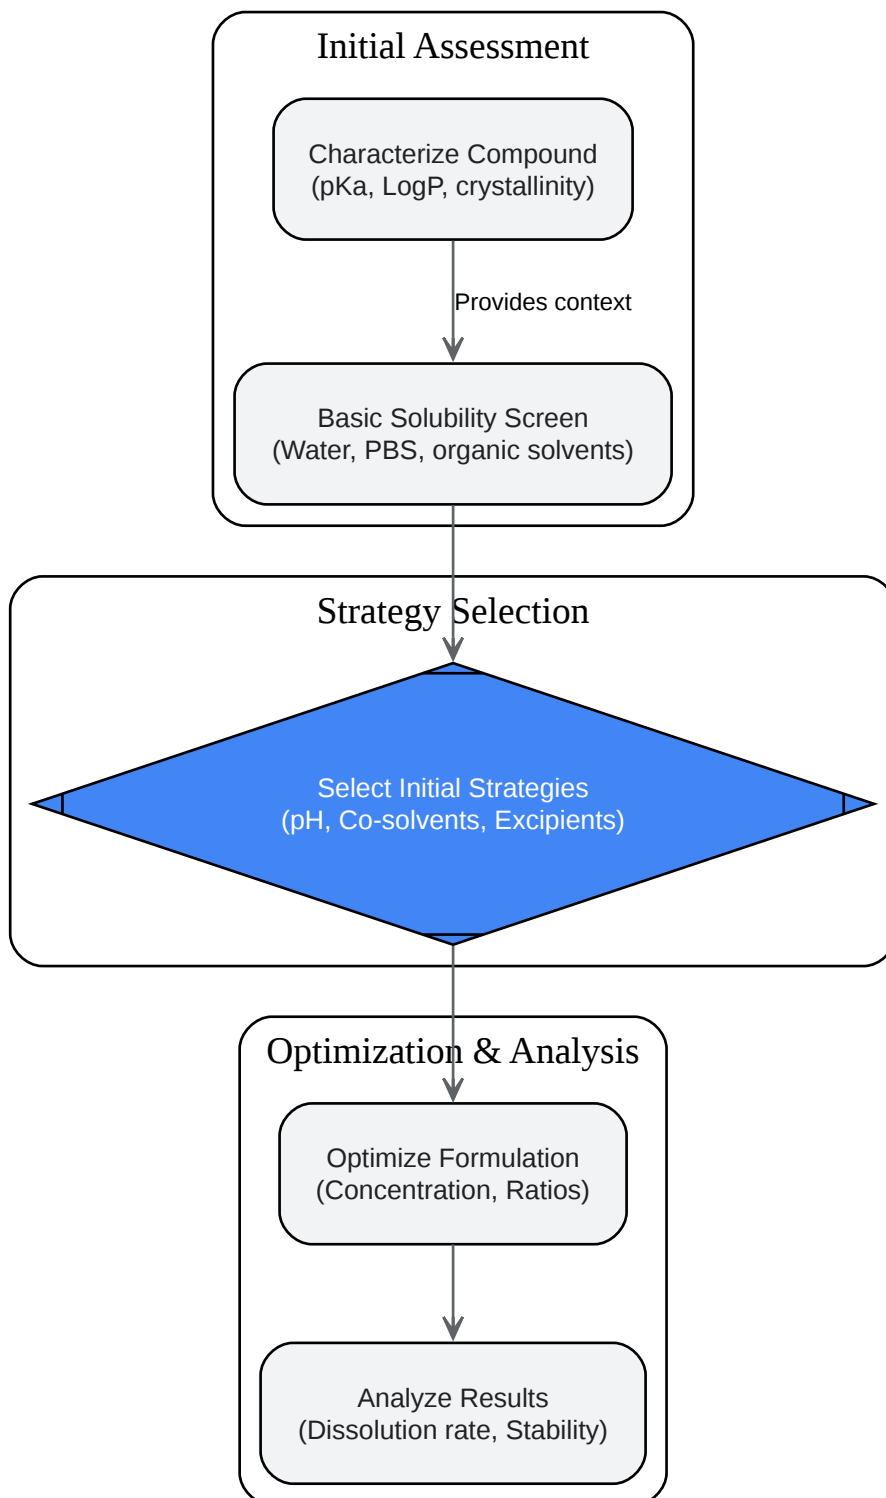 Initial Assessment
Characterize Compound
(pKa, LogP, crystallinity)
Provides context
Basic Solubility Screen
(Water, PBS, organic solvents)
Strategy Selection
Select Initial Strategies
(pH, Co-solvents, Excipients)
Optimization & Analysis
Optimize Formulation
(Concentration, Ratios)
Analyze Results
(Dissolution rate, Stability)